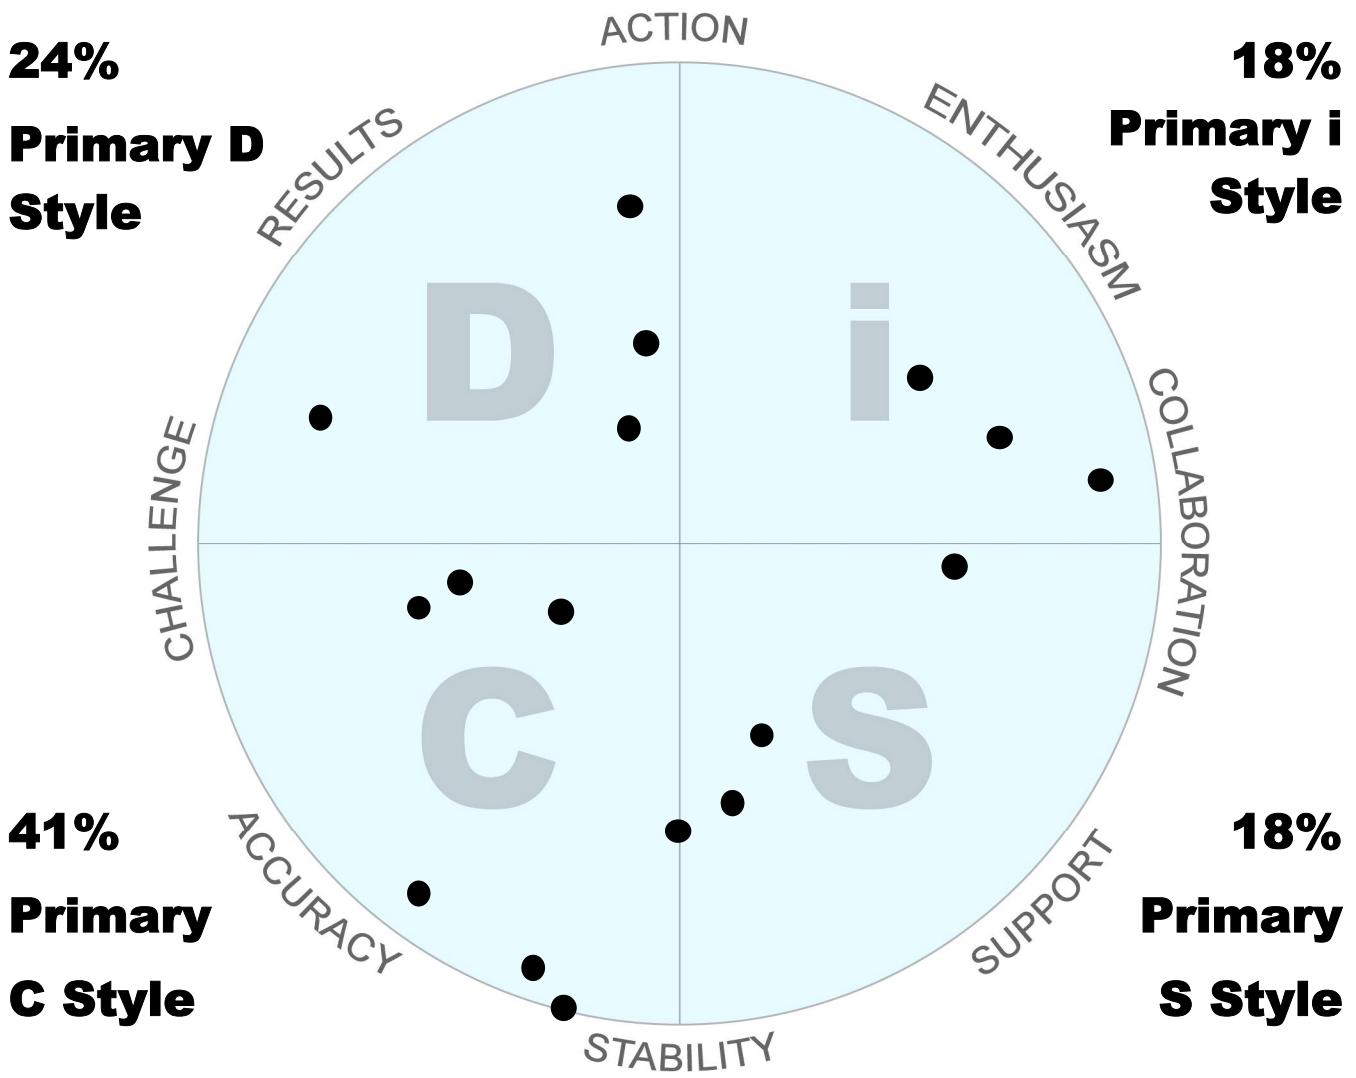 ACTION
24%
Primary D
Style
18%
Primary i
Style
RESULTS
ENTHUSIASM
D
i
CHALLENGE
COLLABORATION
C
S
41%
Primary
C Style
18%
Primary
S Style
ACCURACY
SUPPORT
STABILITY